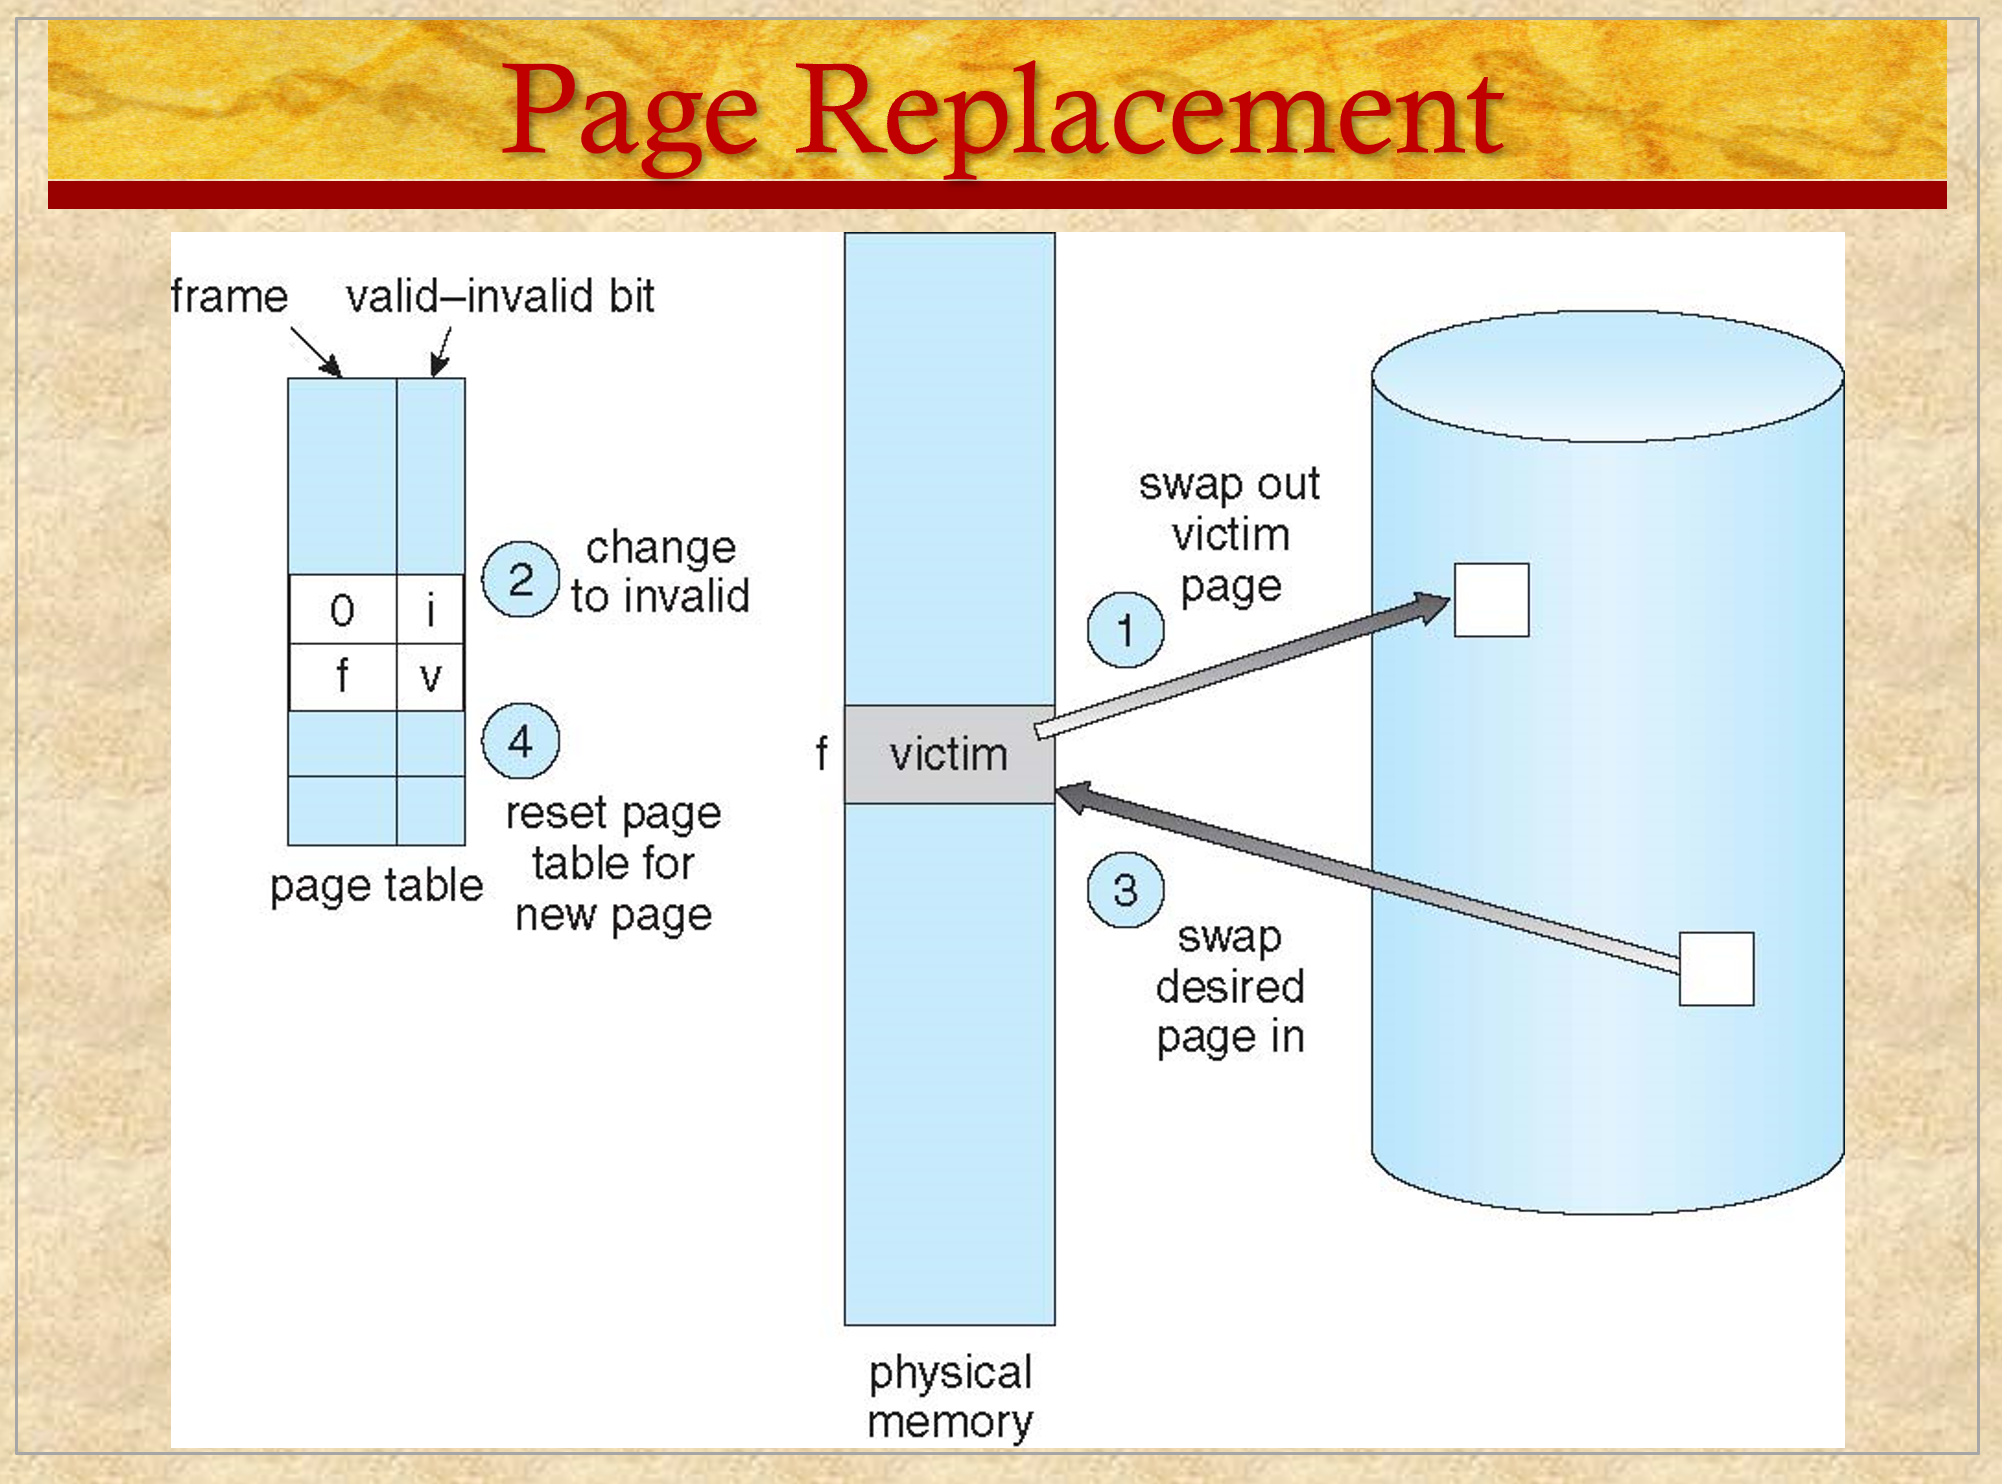 Page Replacement
frame
valid–invalid bit
0
i
f
v
2
change
to invalid
4
reset page
table for
new page
page table
f
victim
physical
memory
swap out
victim
page
1
3
swap
desired
page in